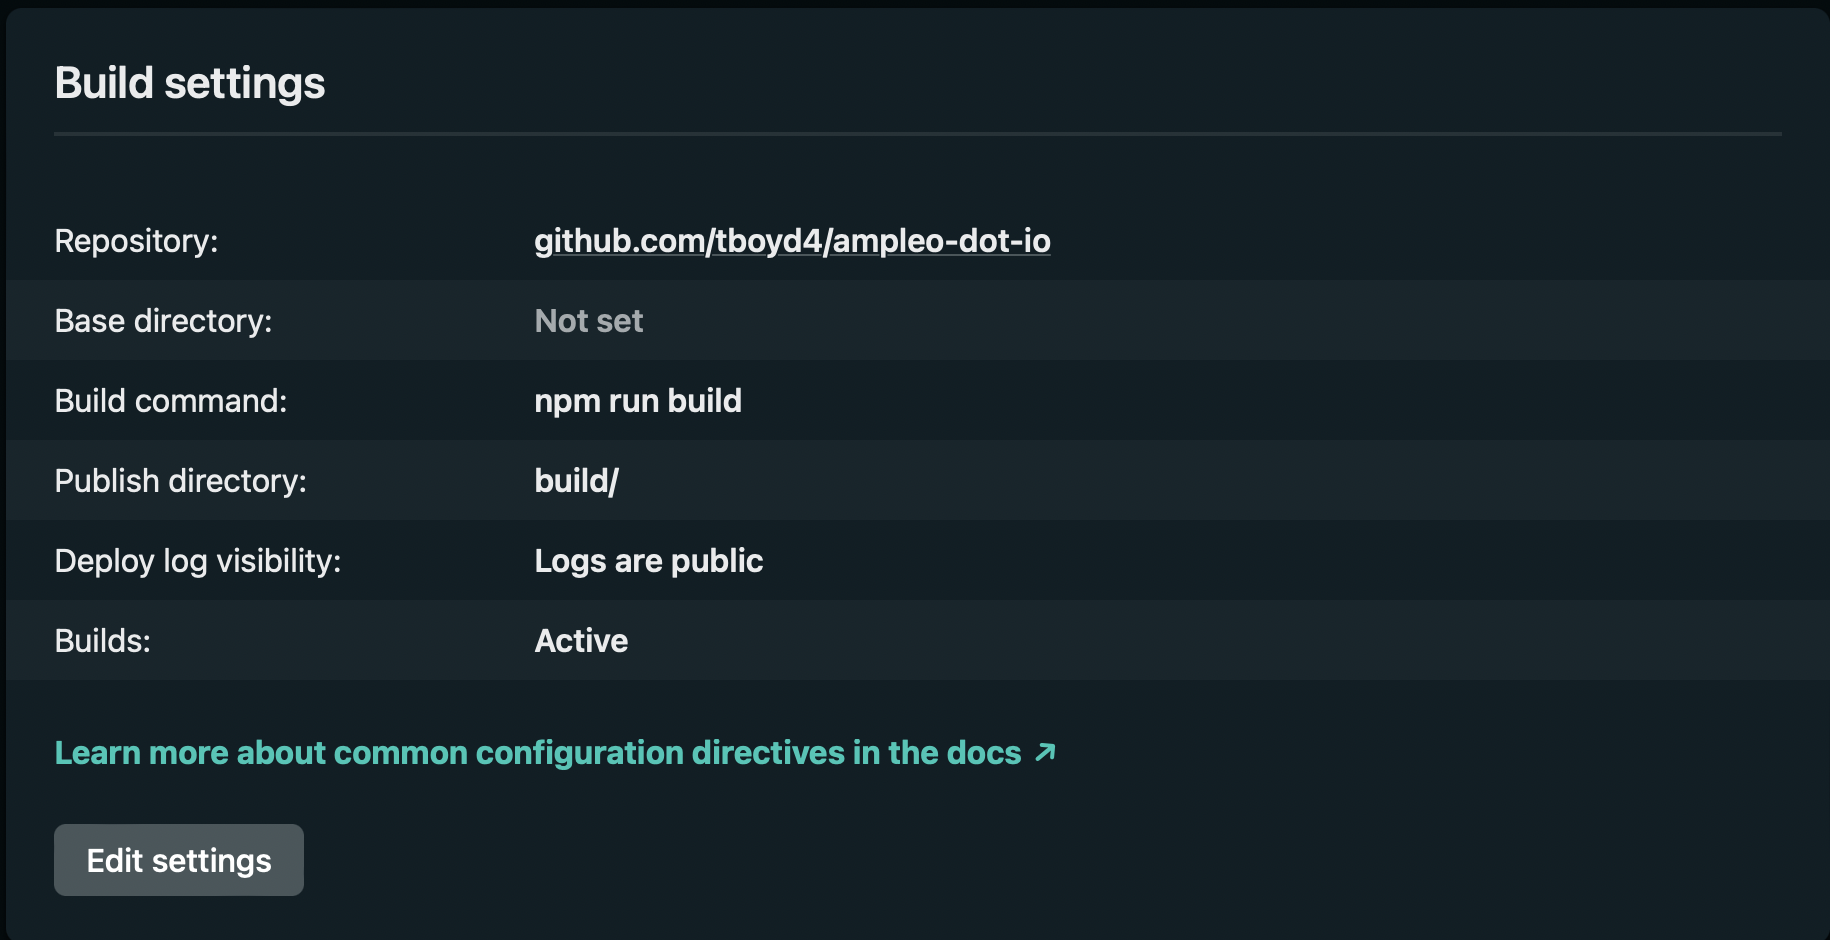 Build settings
Repository: github.com/tboyd4/ampleo-dot-io
Base directory: Not set
Build command: npm run build
Publish directory: build/
Deploy log visibility: Logs are public
Builds: Active
Learn more about common configuration directives in the docs ↗
Edit settings